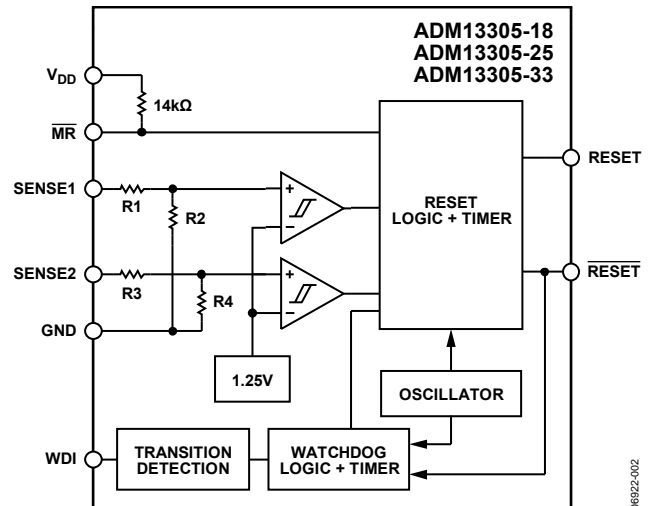 ADM13305-18
ADM13305-25
ADM13305-33
VDD
14kΩ
MR
SENSE1
R1
R2
SENSE2
R3
R4
GND
+
−
+
−
1.25V
RESET
LOGIC + TIMER
RESET
RESET
OSCILLATOR
WDI
TRANSITION
DETECTION
WATCHDOG
LOGIC + TIMER
06922-002